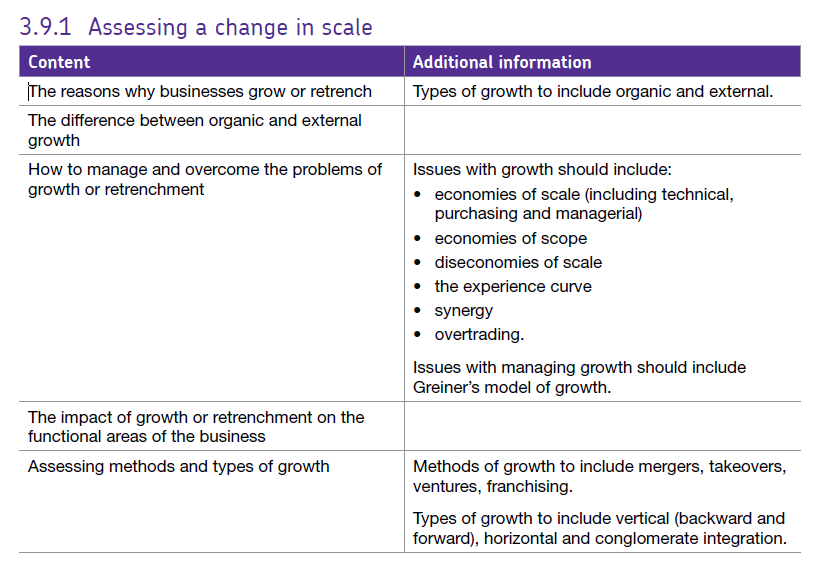 3.9.1 Assessing a change in scale
Content
Additional information
The reasons why businesses grow or retrench
Types of growth to include organic and external.
The difference between organic and external
growth
How to manage and overcome the problems of
growth or retrenchment
Issues with growth should include:
• economies of scale (including technical,
purchasing and managerial)
• economies of scope
• diseconomies of scale
• the experience curve
• synergy
• overtrading.
Issues with managing growth should include
Greiner's model of growth.
The impact of growth or retrenchment on the
functional areas of the business
Assessing methods and types of growth
Methods of growth to include mergers, takeovers,
ventures, franchising.
Types of growth to include vertical (backward and
forward), horizontal and conglomerate integration.